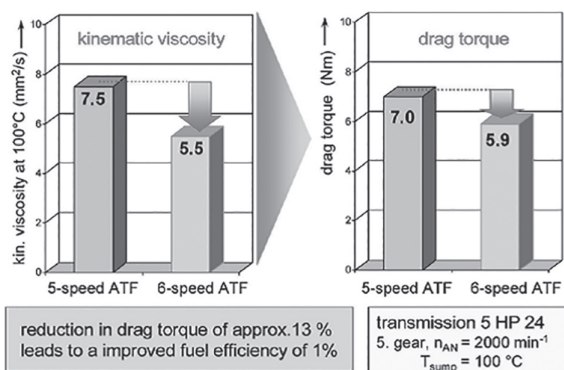 kinematic viscosity
kin. viscosity at 100°C (mm²/s)
10
8
6
4
2
0
7.5
5.5
5-speed ATF
6-speed ATF
drag torque
drag torque (Nm)
10
8
6
4
2
0
7.0
5.9
5-speed ATF
6-speed ATF
reduction in drag torque of approx.13 %
leads to a improved fuel efficiency of 1%
transmission 5 HP 24
5. gear, nAN = 2000 min⁻¹
Tsump = 100 °C